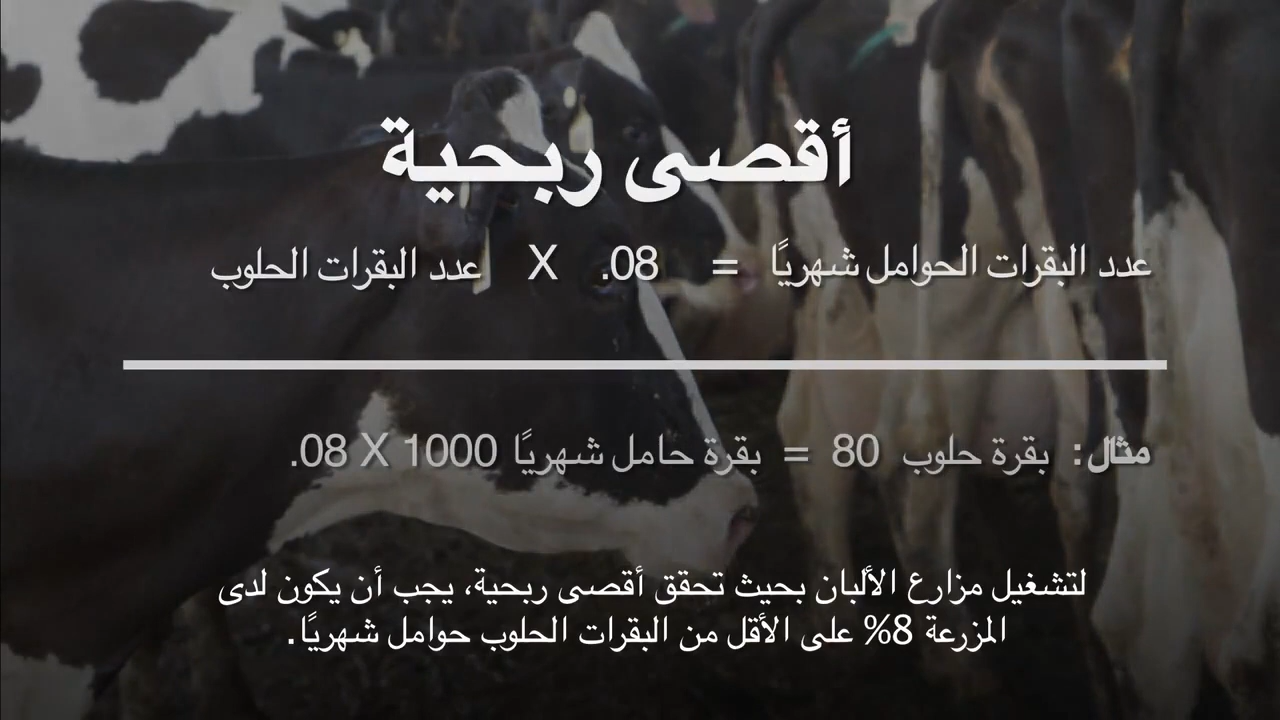 أقصى ربحية
عدد البقرات الحوامل شهريًا = .08 X عدد البقرات الحلوب
مثال: بقرة حلوب 80 = بقرة حامل شهريًا 1000 X .08
لتشغيل مزارع الألبان بحيث تحقق أقصى ربحية، يجب أن يكون لدى
المزرعة 8% على الأقل من البقرات الحلوب حوامل شهريًا.